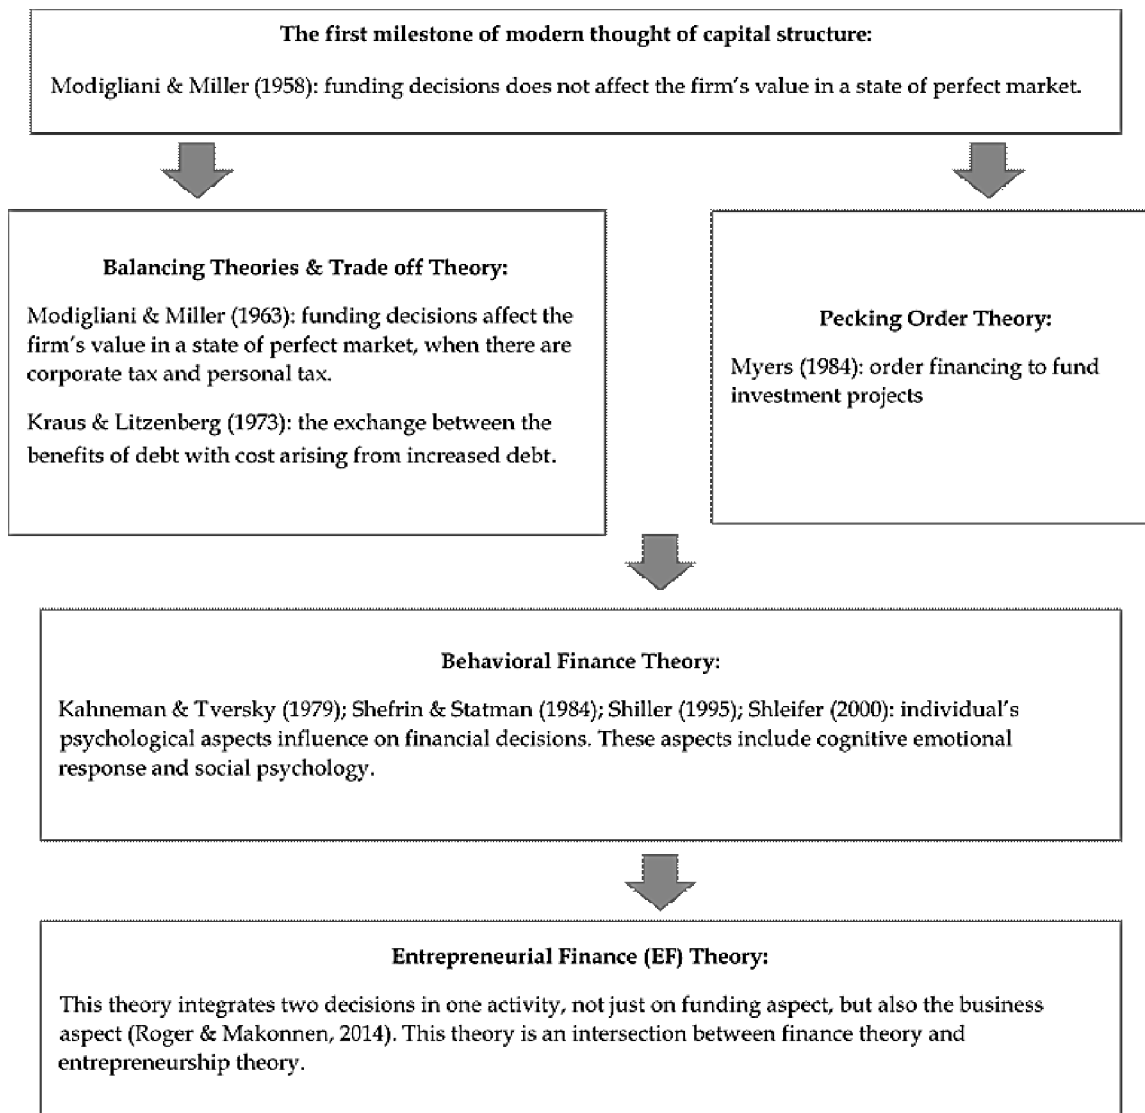 The first milestone of modern thought of capital structure:
Modigliani & Miller (1958): funding decisions does not affect the firm's value in a state of perfect market.
Balancing Theories & Trade off Theory:
Modigliani & Miller (1963): funding decisions affect the
firm's value in a state of perfect market, when there are
corporate tax and personal tax.
Kraus & Litzenberg (1973): the exchange between the
benefits of debt with cost arising from increased debt.
Pecking Order Theory:
Myers (1984): order financing to fund
investment projects
Behavioral Finance Theory:
Kahneman & Tversky (1979); Shefrin & Statman (1984); Shiller (1995); Shleifer (2000): individual's
psychological aspects influence on financial decisions. These aspects include cognitive emotional
response and social psychology.
Entrepreneurial Finance (EF) Theory:
This theory integrates two decisions in one activity, not just on funding aspect, but also the business
aspect (Roger & Makonnen, 2014). This theory is an intersection between finance theory and
entrepreneurship theory.